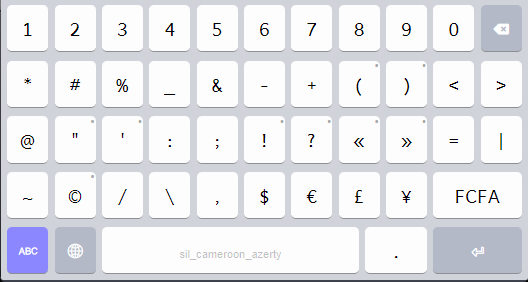 1 2 3 4 5 6 7 8 9 0
* # % _ & - + ( ) < >
@ " ' : ; ! ? « » = |
~ © / \ , $ € £ ¥ FCFA
ABC sil_cameroon_azerty .